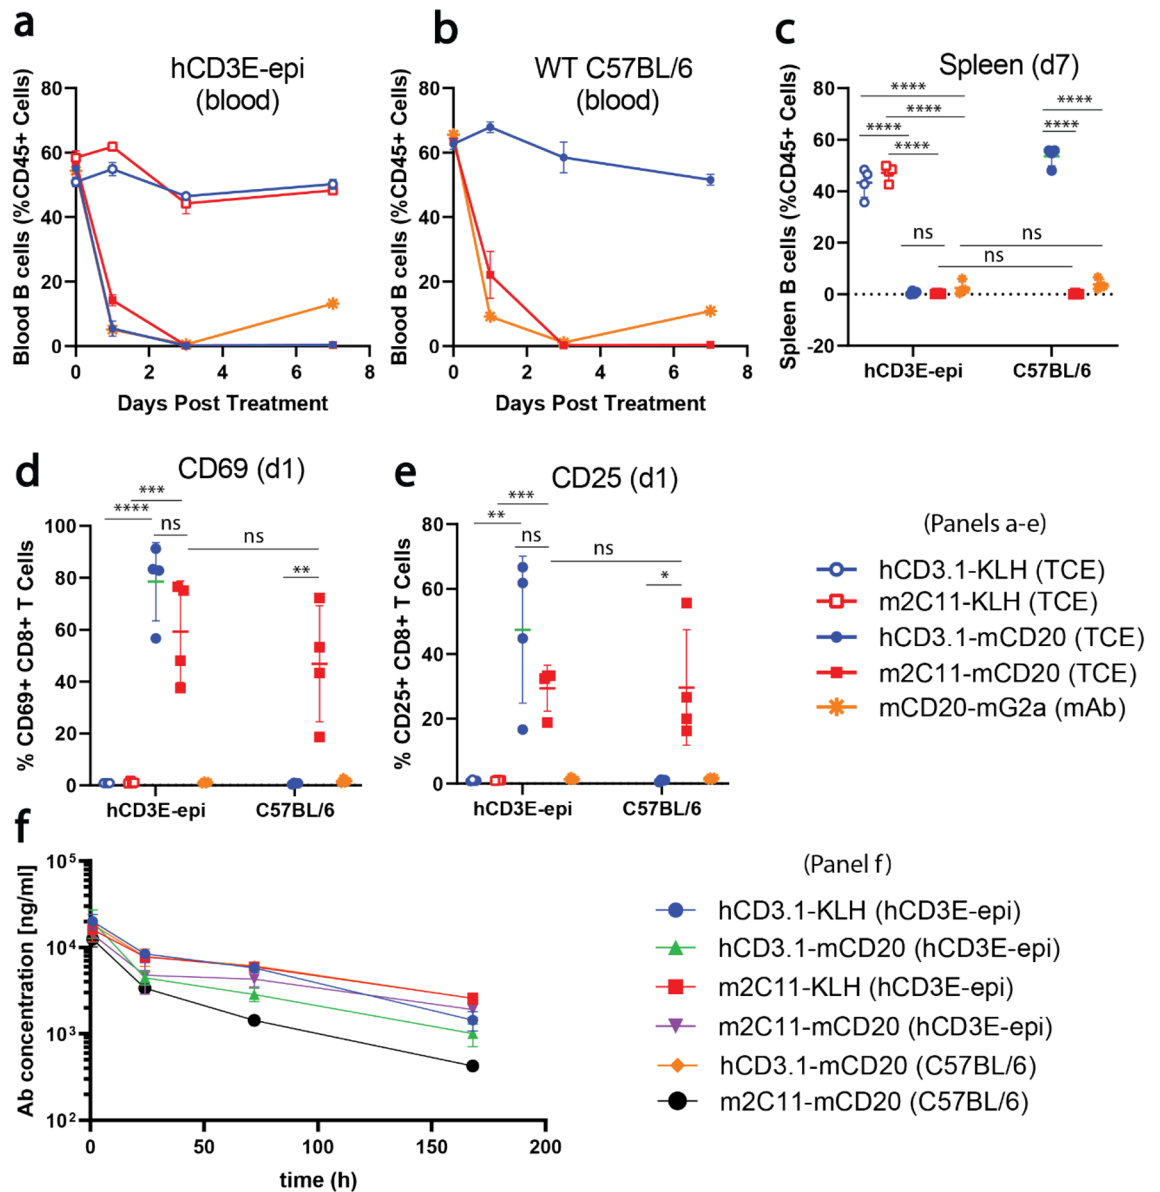 a
hCD3E-epi
(blood)
Blood B cells (%CD45+ Cells)
80
60
40
20
0
0 2 4 6 8
Days Post Treatment
b
WT C57BL/6
(blood)
Blood B cells (%CD45+ Cells)
80
60
40
20
0
0 2 4 6 8
Days Post Treatment
c
Spleen (d7)
Spleen B cells (%CD45+ Cells)
80
60
40
20
0
-20
****
****
****
****
****
****
ns
ns
ns
hCD3E-epi C57BL/6
d
CD69 (d1)
% CD69+ CD8+ T Cells
100
80
60
40
20
0
***
****
ns
ns
**
hCD3E-epi C57BL/6
e
CD25 (d1)
% CD25+ CD8+ T Cells
80
60
40
20
0
***
**
ns
ns
*
hCD3E-epi C57BL/6
(Panels a-e)
hCD3.1-KLH (TCE)
m2C11-KLH (TCE)
hCD3.1-mCD20 (TCE)
m2C11-mCD20 (TCE)
mCD20-mG2a (mAb)
f
Ab concentration [ng/ml]
10⁵
10⁴
10³
10²
0 50 100 150 200
time (h)
(Panel f)
hCD3.1-KLH (hCD3E-epi)
hCD3.1-mCD20 (hCD3E-epi)
m2C11-KLH (hCD3E-epi)
m2C11-mCD20 (hCD3E-epi)
hCD3.1-mCD20 (C57BL/6)
m2C11-mCD20 (C57BL/6)